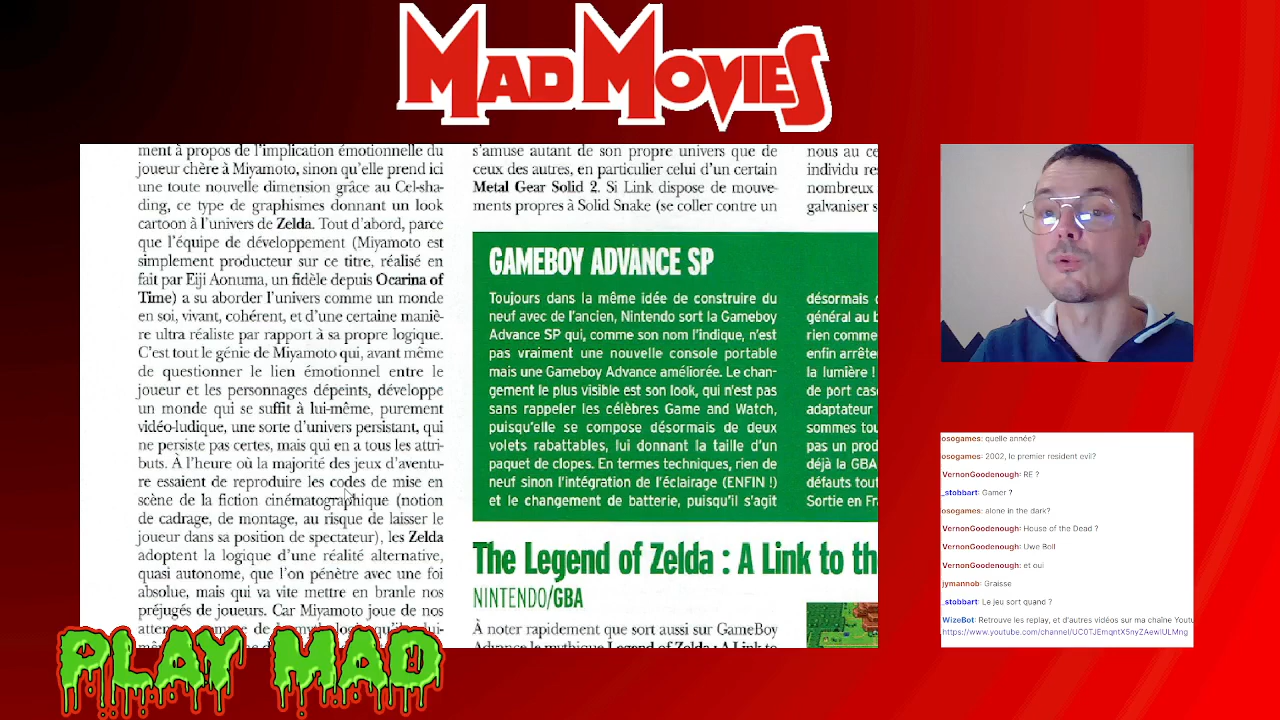 MAD MOVIES
ment à propos de l'implication émotionnelle du
joueur chère à Miyamoto, sinon qu'elle prend ici
une toute nouvelle dimension grâce au Cel-sha-
ding, ce type de graphismes donnant un look
cartoon à l'univers de Zelda. Tout d'abord, parce
que l'équipe de développement (Miyamoto est
simplement producteur sur ce titre, réalisé en
fait par Eiji Aonuma, un fidèle depuis Ocarina of
Time) a su aborder l'univers comme un monde
en soi, vivant, cohérent, et d'une certaine maniè-
re ultra réaliste par rapport à sa propre logique.
C'est tout le génie de Miyamoto qui, avant même
de questionner le lien émotionnel entre le
joueur et les personnages dépeints, développe
un monde qui se suffit à lui-même, purement
vidéo-ludique, une sorte d'univers persistant, qui
ne persiste pas certes, mais qui en a tous les attri-
buts. À l'heure où la majorité des jeux d'aventu-
re essaient de reproduire les codes de mise en
scène de la fiction cinématographique (notion
de cadrage, de montage, au risque de laisser le
joueur dans sa position de spectateur), les Zelda
adoptent la logique d'une réalité alternative,
quasi autonome, que l'on pénètre avec une foi
absolue, mais qui va vite mettre en branle nos
préjugés de joueurs. Car Miyamoto joue de nos
s'amuse autant de son propre univers que de
ceux des autres, en particulier celui d'un certain
Metal Gear Solid 2. Si Link dispose de mouve-
ments propres à Solid Snake (se coller contre un
nous au ce
individu re
nombreux
galvaniser s
GAMEBOY ADVANCE SP
Toujours dans la même idée de construire du
neuf avec de l'ancien, Nintendo sort la Gameboy
Advance SP qui, comme son nom l'indique, n'est
pas vraiment une nouvelle console portable
mais une Gameboy Advance améliorée. Le chan-
gement le plus visible est son look, qui n'est pas
sans rappeler les célèbres Game and Watch,
puisqu'elle se compose désormais de deux
volets rabattables, lui donnant la taille d'un
paquet de clopes. En termes techniques, rien de
neuf sinon l'intégration de l'éclairage (ENFIN !)
et le changement de batterie, puisqu'il s'agit
désormais
général au b
rien comme
enfin arrête
la lumière !
de port cas
adaptateur
sommes tou
pas un prod
déjà la GBA
défauts tout
Sortie en Fr
The Legend of Zelda : A Link to th
NINTENDO/GBA
À noter rapidement que sort aussi sur GameBoy
Advance le mythique Legend of Zelda : A Link to
PLAY MAD
osogames: quelle année?
osogames: 2002, le premier resident evil?
VernonGoodenough: RE ?
_stobbart: Gamer ?
osogames: alone in the dark?
VernonGoodenough: House of the Dead ?
VernonGoodenough: Uwe Boll
VernonGoodenough: et oui
jymannob: Graisse
_stobbart: Le jeu sort quand ?
WizeBot: Retrouve les replay, et d'autres vidéos sur ma chaîne Youtu
https://www.youtube.com/channel/UC0TJEmqntX5nyZAewIULMng